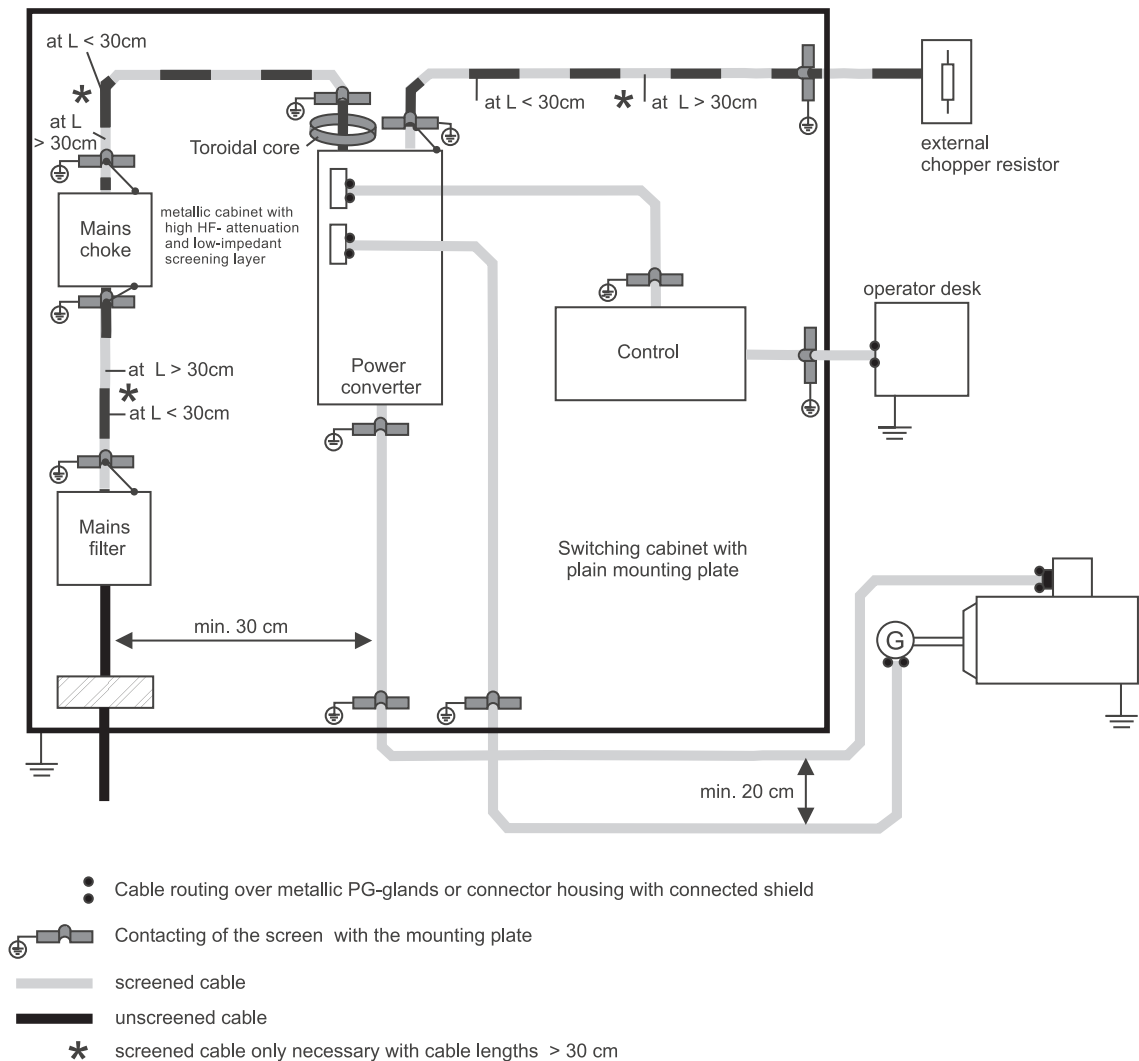 at L < 30cm
*
at L
> 30cm
Toroidal core
at L < 30cm
*
at L > 30cm
external
chopper resistor
Mains
choke
metallic cabinet with
high HF- attenuation
and low-impedant
screening layer
operator desk
Control
Power
converter
at L > 30cm
*
at L < 30cm
Mains
filter
Switching cabinet with
plain mounting plate
min. 30 cm
G
min. 20 cm
Cable routing over metallic PG-glands or connector housing with connected shield
Contacting of the screen with the mounting plate
screened cable
unscreened cable
* screened cable only necessary with cable lengths > 30 cm